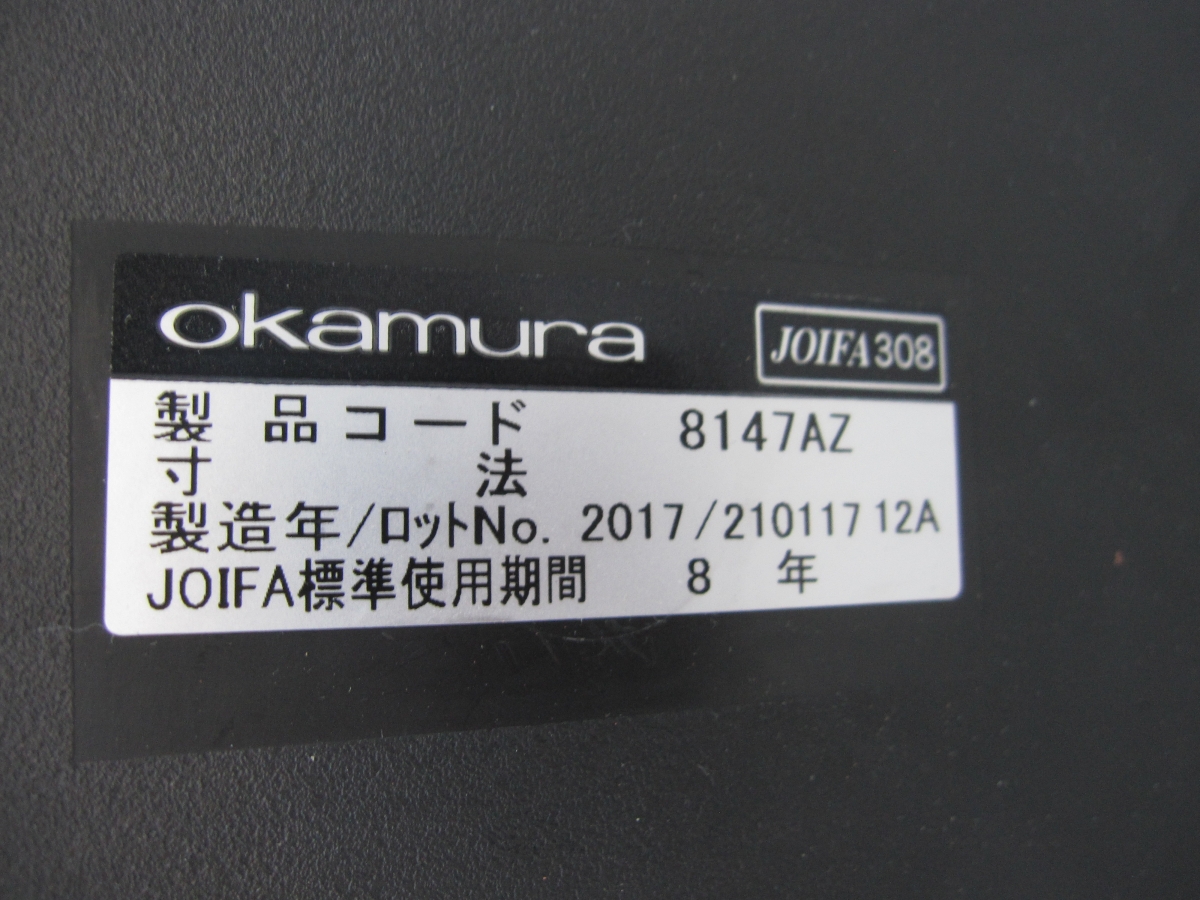 okamura
JOIFA308
製品コード 8147AZ
寸法
製造年/ロットNo. 2017/210117 12A
JOIFA標準使用期間 8 年